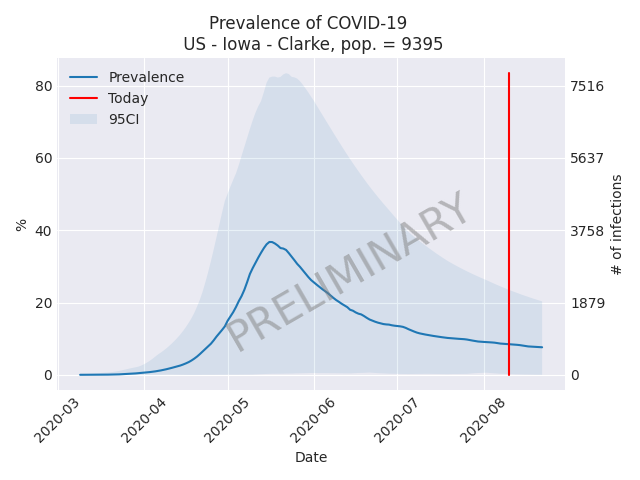 Prevalence of COVID-19
US - Iowa - Clarke, pop. = 9395
Prevalence
Today
95CI
80
60
40
20
0
%
7516
5637
3758
1879
0
# of infections
PRELIMINARY
2020-03
2020-04
2020-05
2020-06
2020-07
2020-08
Date